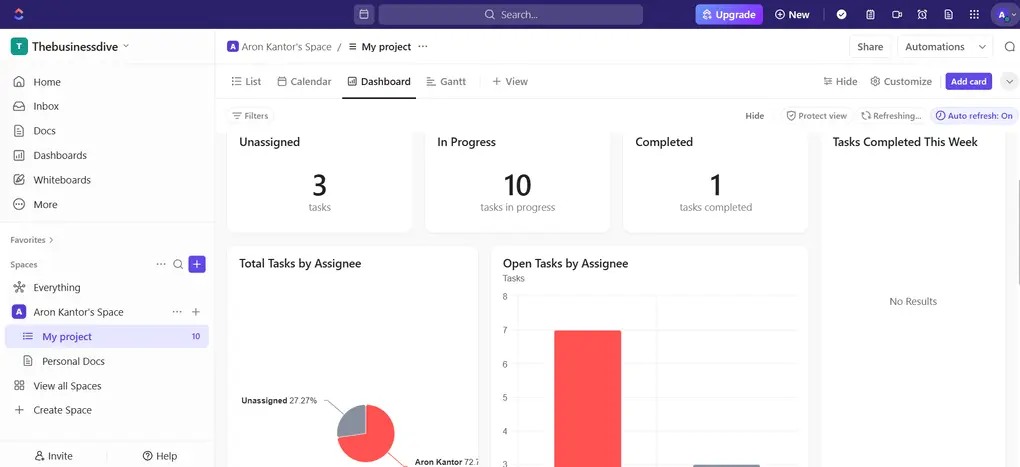 Search...
Upgrade
New
A
T Thebusinessdive
A Aron Kantor's Space / My project ...
Share
Automations
List
Calendar
Dashboard
Gantt
+ View
Hide
Customize
Add card
Filters
Hide
Protect view
Refreshing...
Auto refresh: On
Home
Inbox
Docs
Dashboards
Whiteboards
More
Favorites
Spaces
Everything
A Aron Kantor's Space
My project 10
Personal Docs
View all Spaces
Create Space
Invite
Help
Unassigned
3
tasks
In Progress
10
tasks in progress
Completed
1
tasks completed
Tasks Completed This Week
No Results
Total Tasks by Assignee
Unassigned 27.27%
Aron Kantor 72.7
Open Tasks by Assignee
Tasks
8
7
6
5
4
3